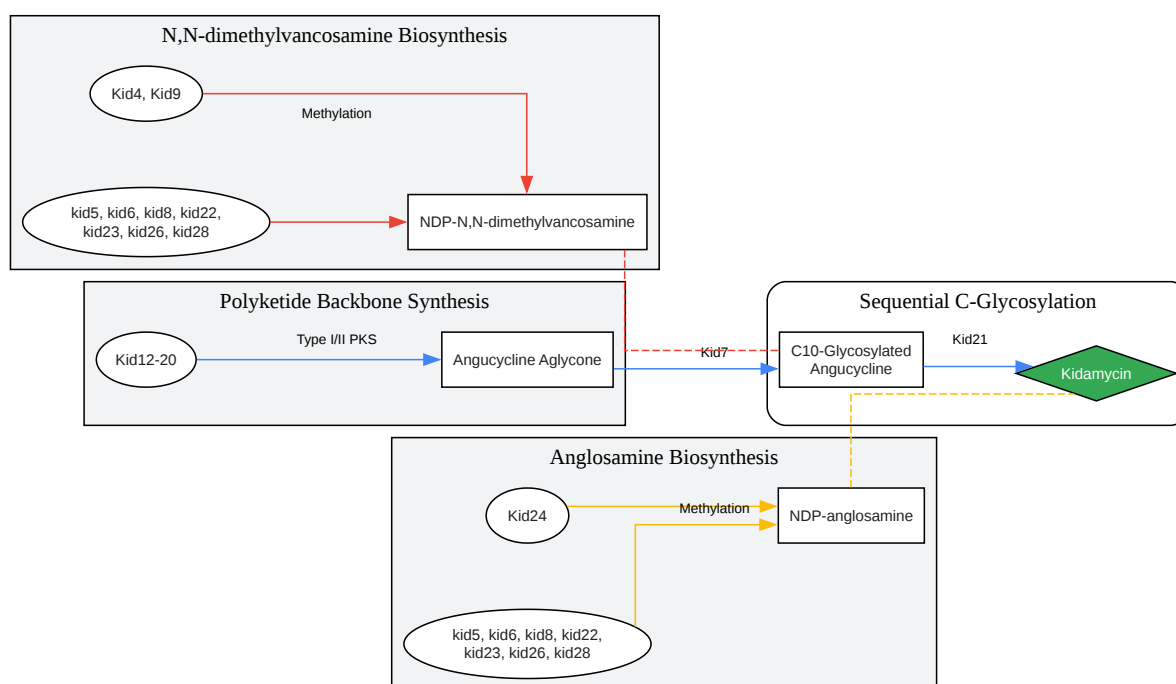 N,N-dimethylvancosamine Biosynthesis
Kid4, Kid9
Methylation
kid5, kid6, kid8, kid22,
kid23, kid26, kid28
NDP-N,N-dimethylvancosamine
Polyketide Backbone Synthesis
Kid12-20
Type I/II PKS
Angucycline Aglycone
Kid7
Sequential C-Glycosylation
C10-Glycosylated
Angucycline
Kid21
Kidamycin
Anglosamine Biosynthesis
Kid24
Methylation
NDP-anglosamine
kid5, kid6, kid8, kid22,
kid23, kid26, kid28